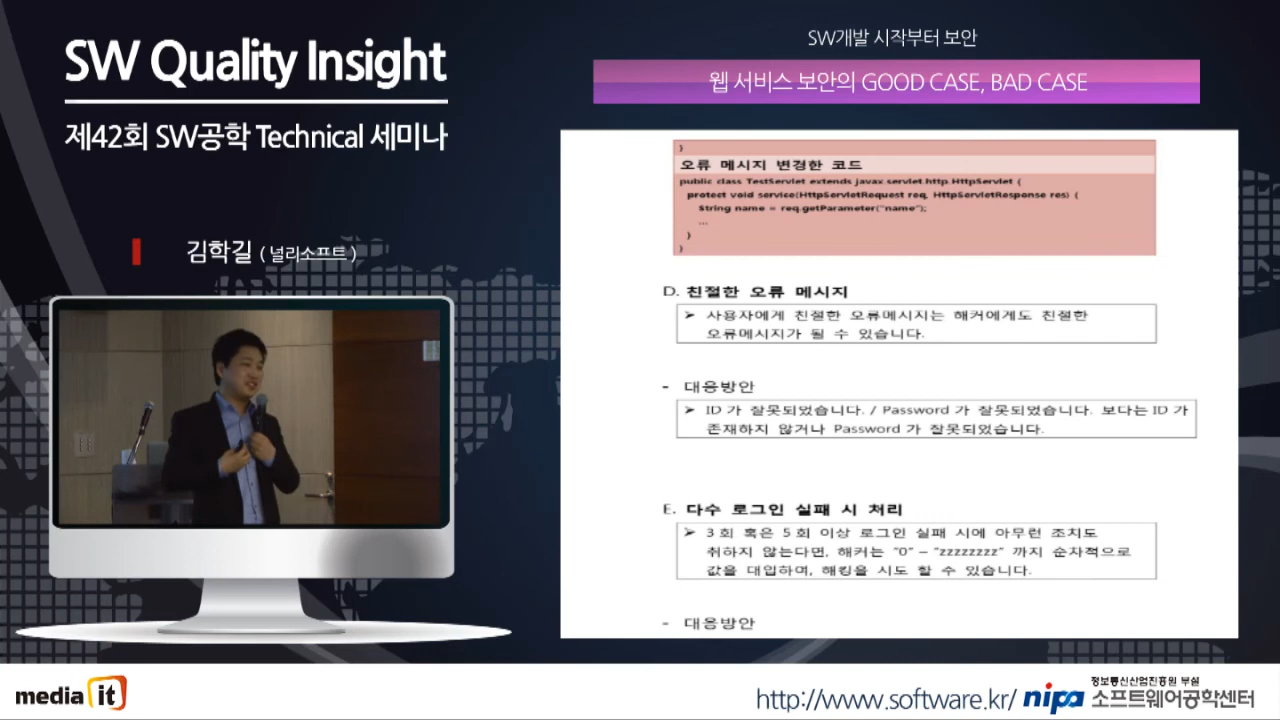 SW Quality Insight
제42회 SW공학 Technical 세미나
김학길 ( 널리소프트 )
SW개발 시작부터 보안
웹 서비스 보안의 GOOD CASE, BAD CASE
}
오류 메시지 변경한 코드
public class TestServlet extends javax.servlet.http.HttpServlet {
protect void service(HttpServletRequest req, HttpServletResponse res) {
String name = req.getParameter("name");
...
}
}
D. 친절한 오류 메시지
➤ 사용자에게 친절한 오류메시지는 해커에게도 친절한
오류메시지가 될 수 있습니다.
- 대응방안
➤ ID 가 잘못되었습니다. / Password 가 잘못되었습니다. 보다는 ID 가
존재하지 않거나 Password 가 잘못되었습니다.
E. 다수 로그인 실패 시 처리
➤ 3 회 혹은 5 회 이상 로그인 실패 시에 아무런 조치도
취하지 않는다면, 해커는 "0" – "zzzzzzzz" 까지 순차적으로
값을 대입하며, 해킹을 시도 할 수 있습니다.
- 대응방안
media it
http://www.software.kr/
nipa
정보통신산업진흥원 부설
소프트웨어공학센터